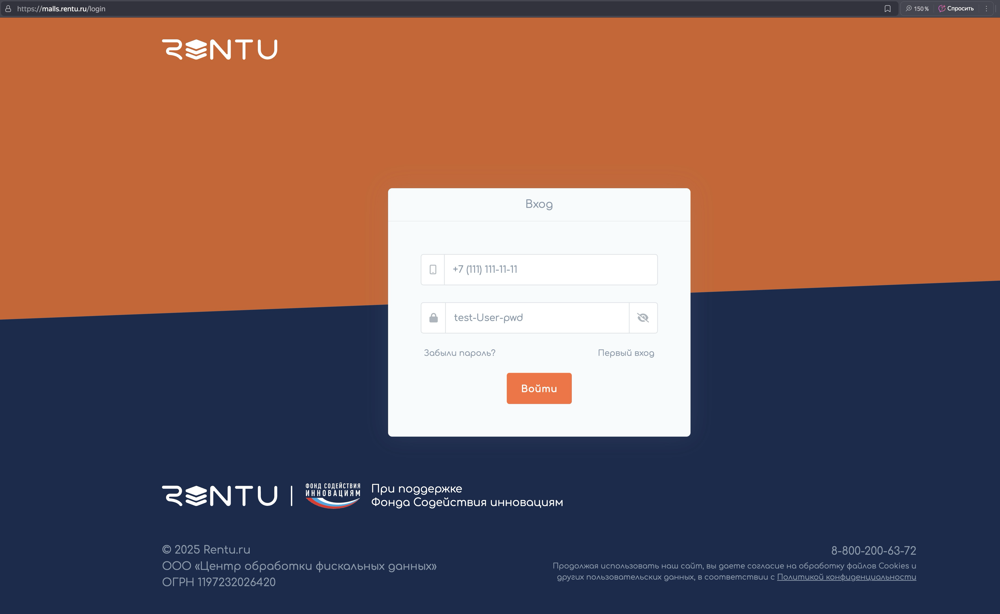 https://malls.rentu.ru/login
150 %
Спросить
RENTU
Вход
+7 (111) 111-11-11
test-User-pwd
Забыли пароль?
Первый вход
Войти
RENTU
ФОНД СОДЕЙСТВИЯ
ИННОВАЦИЯМ
При поддержке
Фонда Содействия инновациям
© 2025 Rentu.ru
ООО «Центр обработки фискальных данных»
ОГРН 1197232026420
8-800-200-63-72
Продолжая использовать наш сайт, вы даете согласие на обработку файлов Cookies и
других пользовательских данных, в соответствии с Политикой конфиденциальности